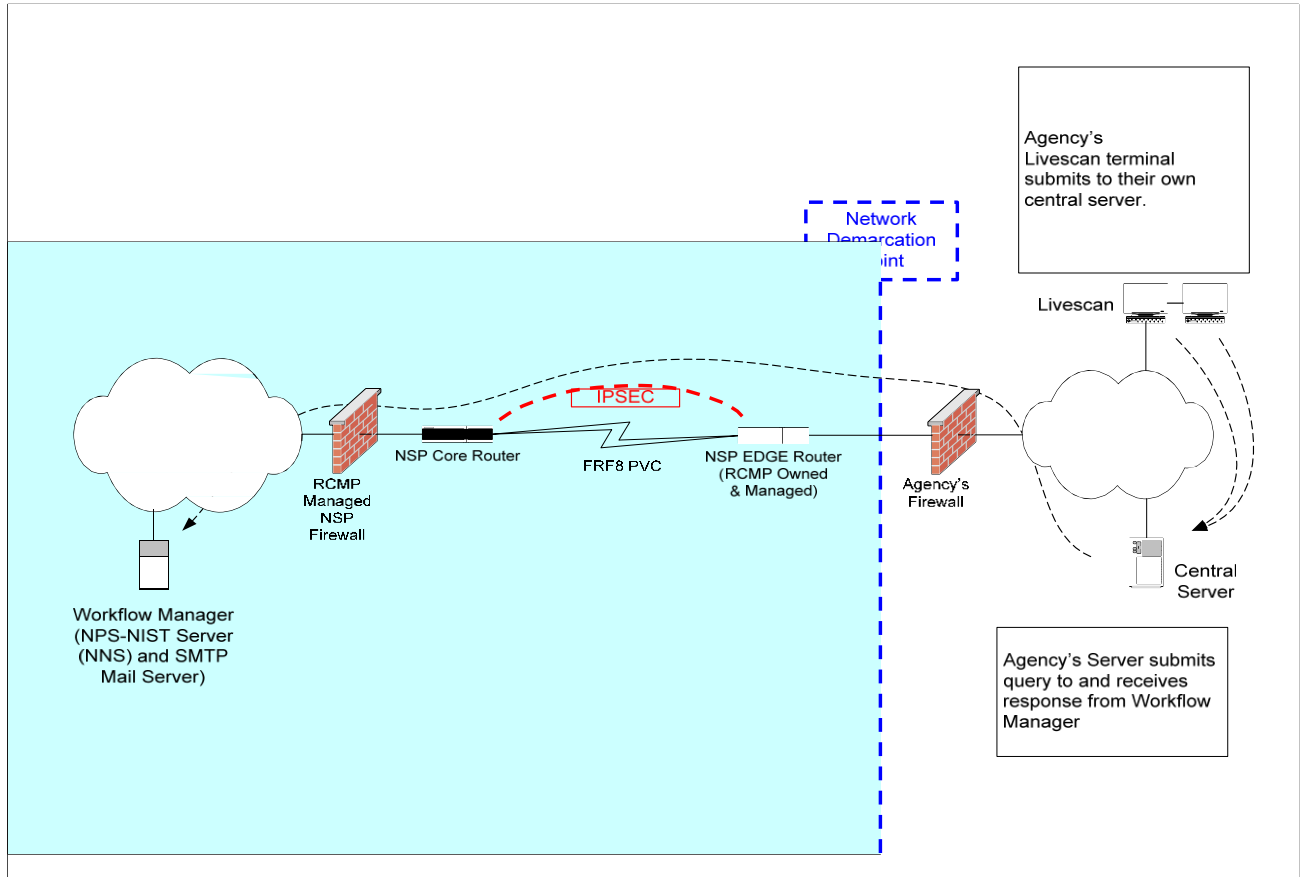 Agency's
Livescan terminal
submits to their own
central server.
Network
Demarcation
oint
Livescan
IPSEC
NSP Core Router
FRF8 PVC
NSP EDGE Router
(RCMP Owned
& Managed)
RCMP
Managed
NSP
Firewall
Agency's
Firewall
Central
Server
Workflow Manager
(NPS-NIST Server
(NNS) and SMTP
Mail Server)
Agency's Server submits
query to and receives
response from Workflow
Manager